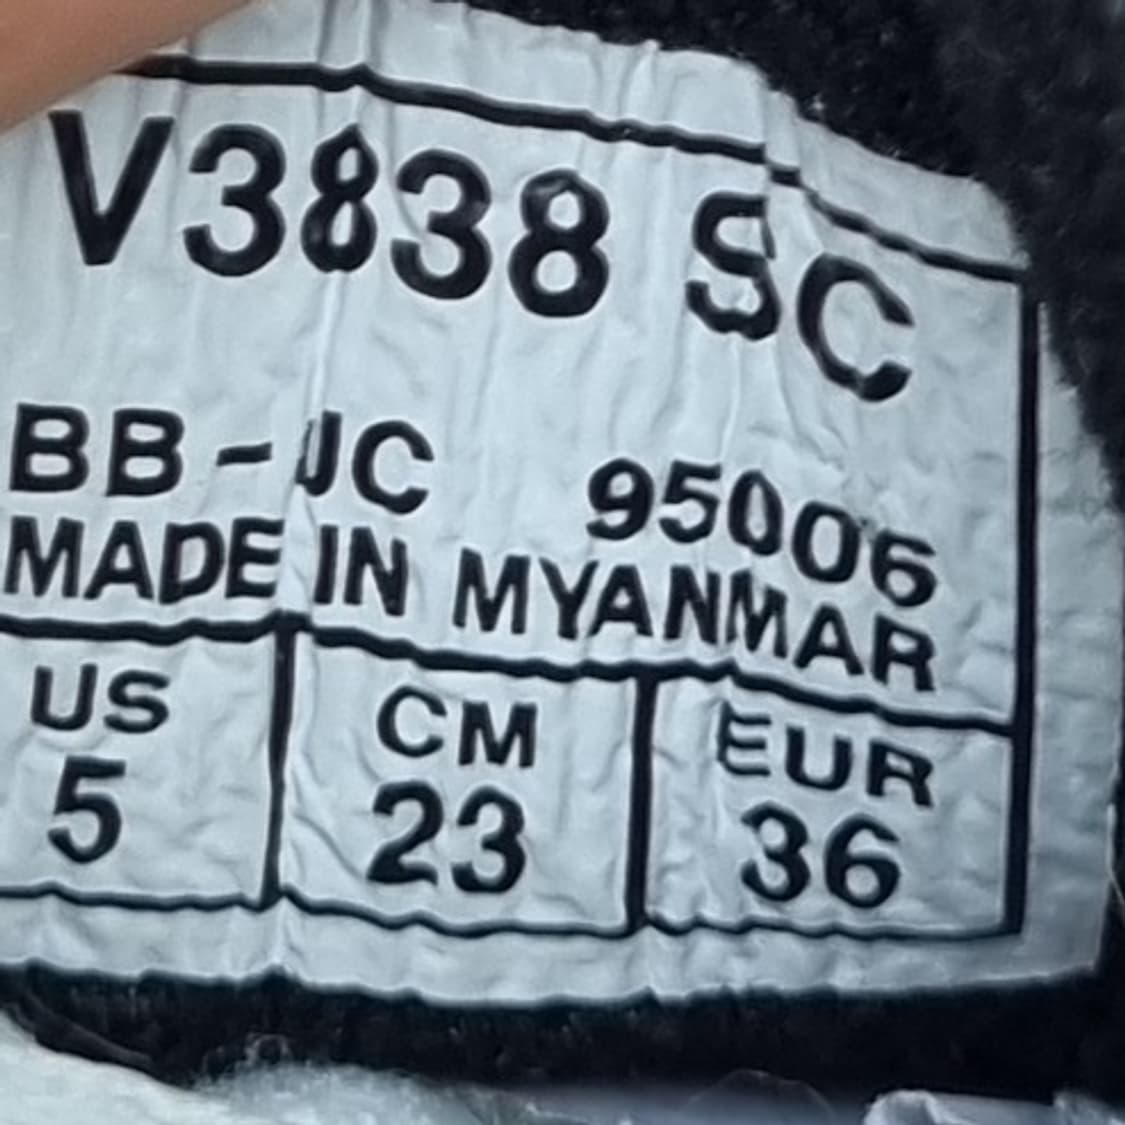 V3838 SC
BB-JC 95006
MADE IN MYANMAR
US CM EUR
5 23 36